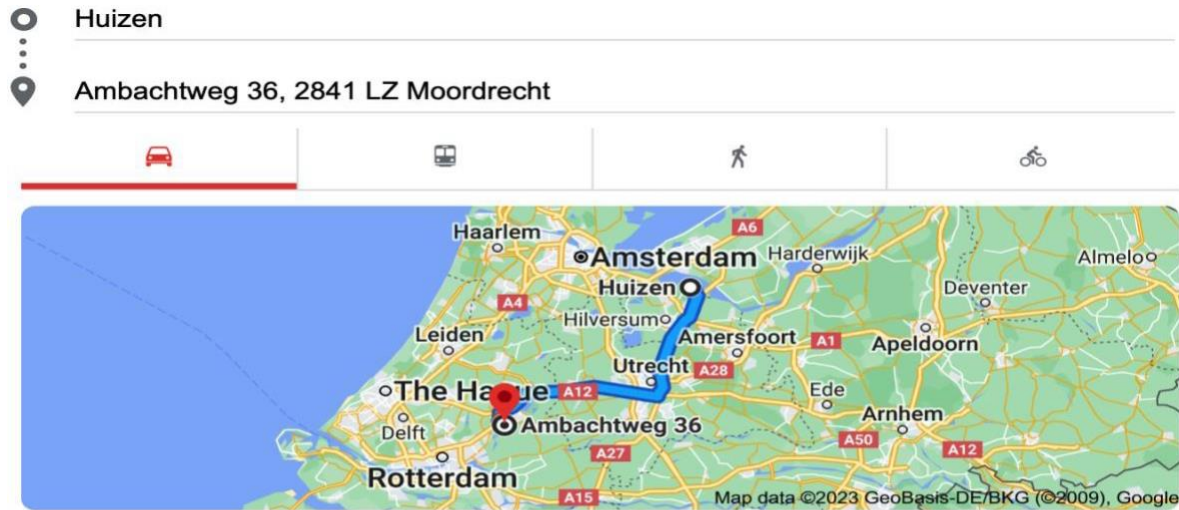 Huizen
Ambachtweg 36, 2841 LZ Moordrecht
Haarlem
A6
Amsterdam
Harderwijk
Almelo
Huizen
A4
Deventer
Hilversum
Leiden
Amersfoort
A1
Apeldoorn
Utrecht
A28
The Hague
A12
Ede
Arnhem
Delft
Ambachtweg 36
A50
A12
A27
Rotterdam
A15
Map data ©2023 GeoBasis-DE/BKG (©2009), Google